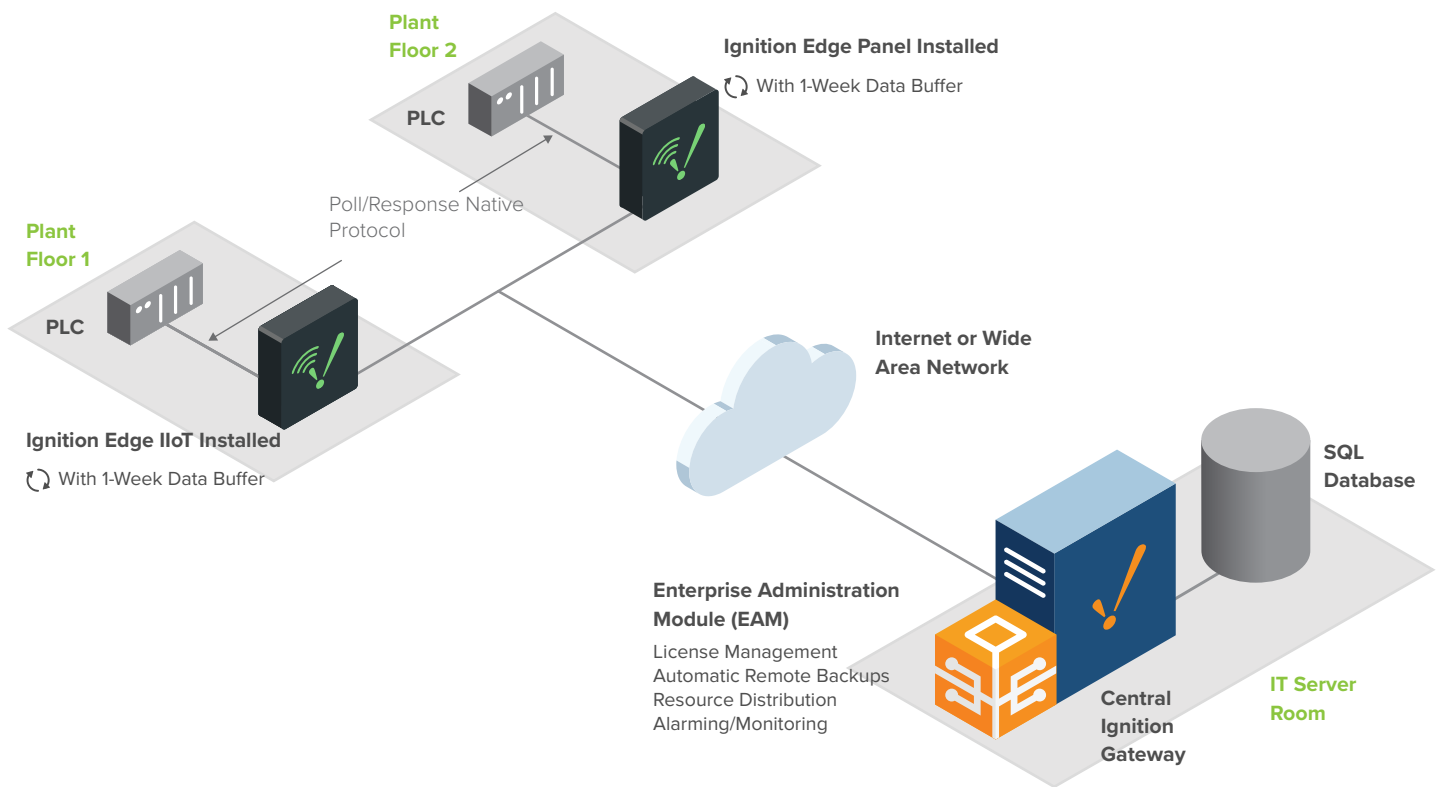 Plant
Floor 2
Ignition Edge Panel Installed
With 1-Week Data Buffer
PLC
Poll/Response Native
Protocol
Plant
Floor 1
PLC
Ignition Edge IIoT Installed
With 1-Week Data Buffer
Internet or Wide
Area Network
SQL
Database
Enterprise Administration
Module (EAM)
License Management
Automatic Remote Backups
Resource Distribution
Alarming/Monitoring
Central
Ignition
Gateway
IT Server
Room